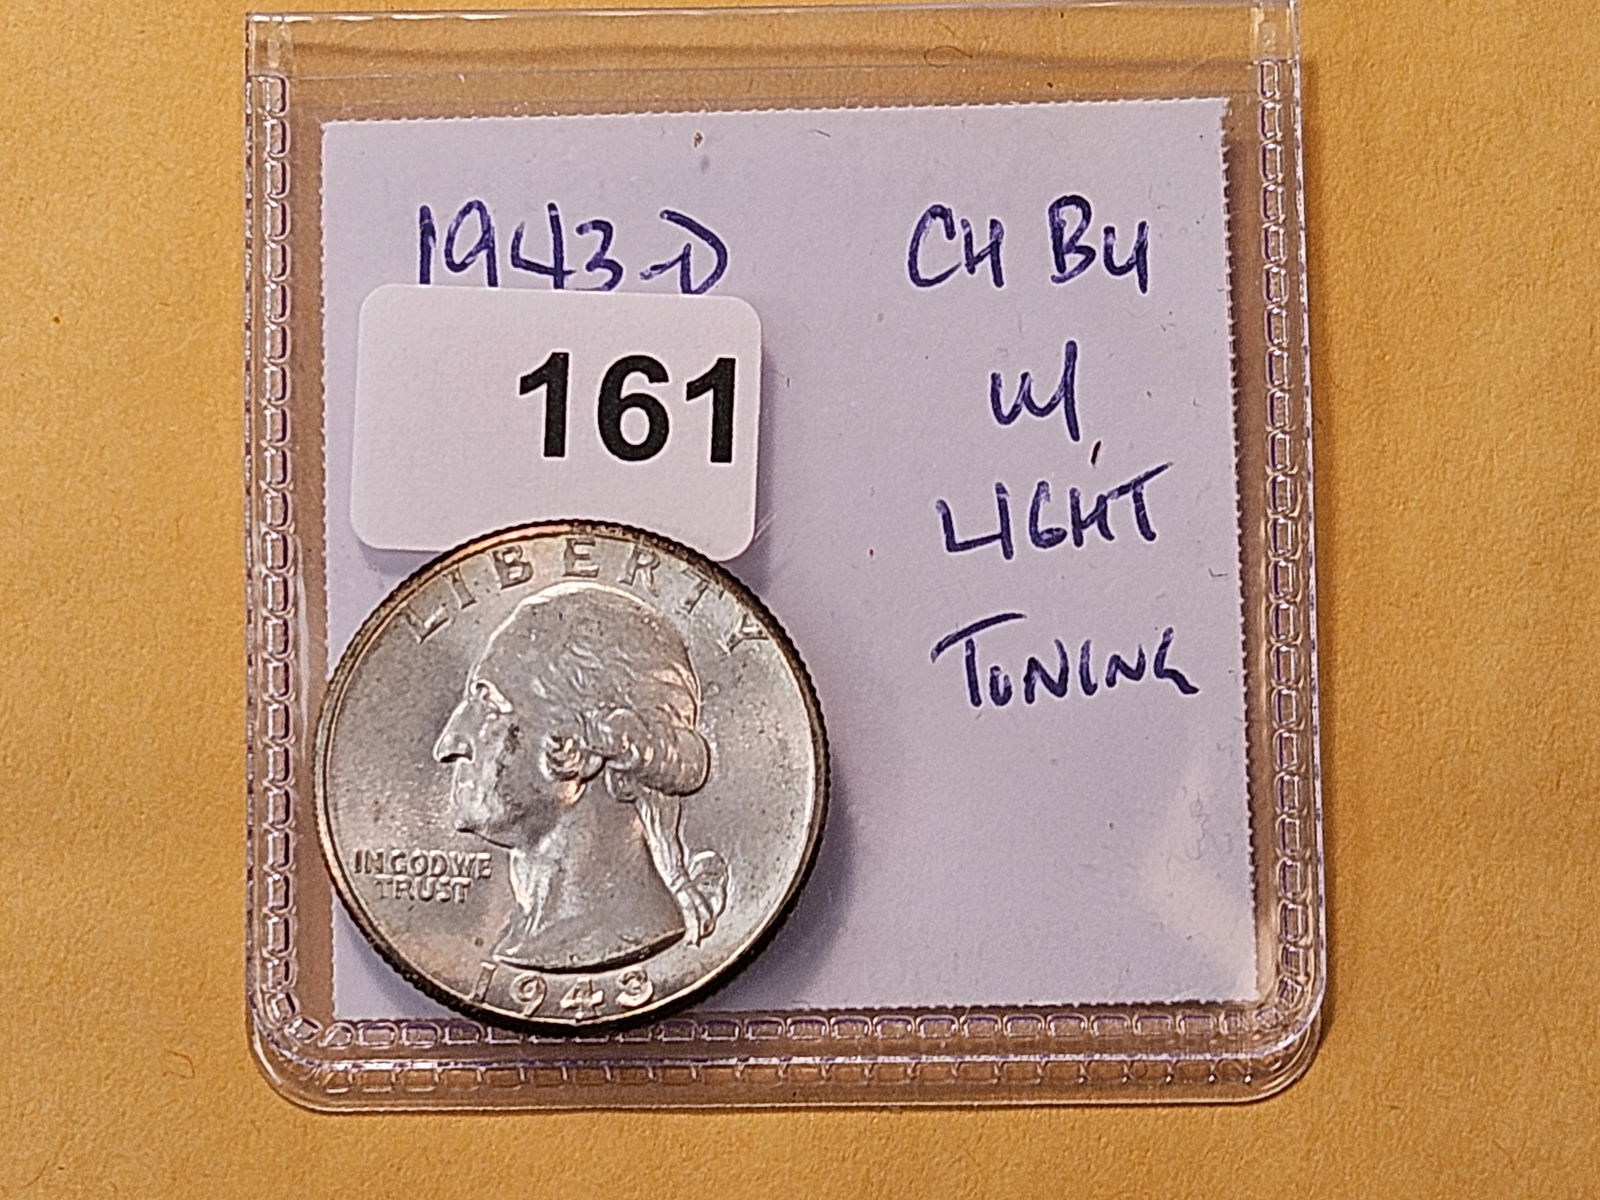 1943-D
CH BU
W/
LIGHT
TONING
161
LIBERTY
IN GOD WE
TRUST
1943